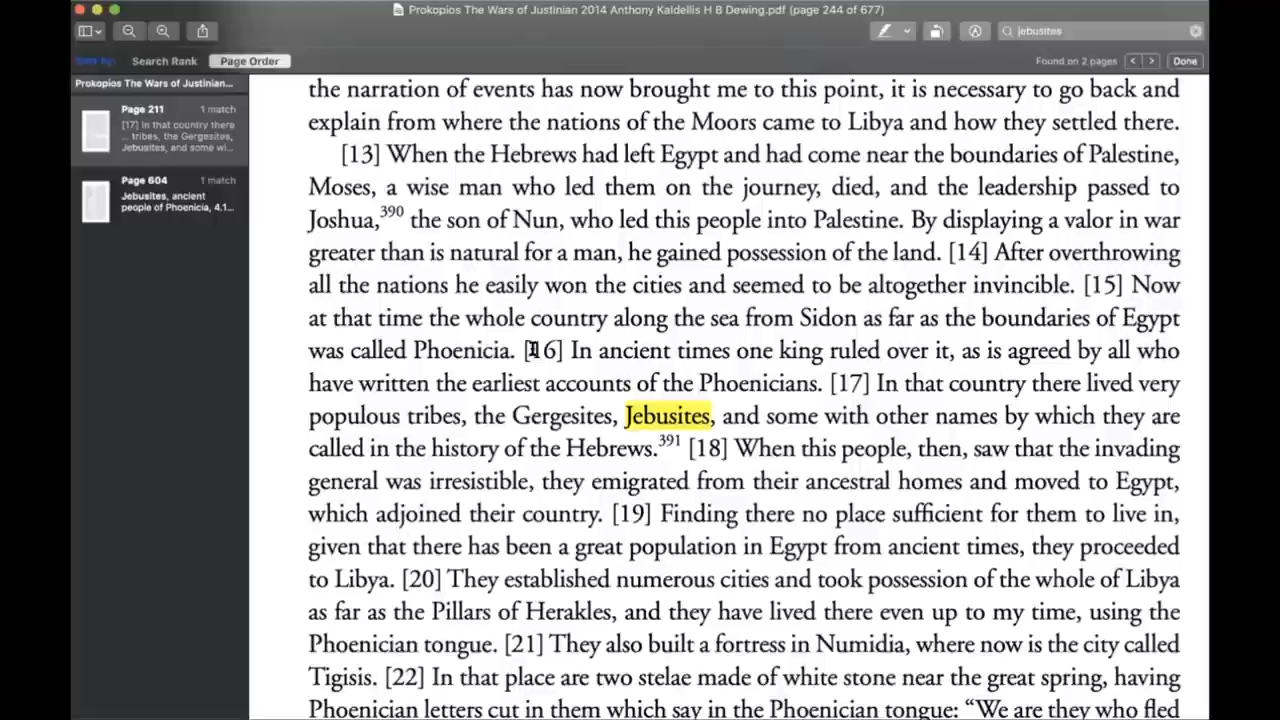 Prokopios The Wars of Justinian 2014 Anthony Kaldellis H B Dewing.pdf (page 244 of 677)
jebusites
Sort by:
Search Rank
Page Order
Found on 2 pages
Done
Prokopios The Wars of Justinian...
Page 211
1 match
[17] In that country there
... tribes, the Gergesites,
Jebusites, and some wi...
Page 604
1 match
Jebusites, ancient
people of Phoenicia, 4.1...
the narration of events has now brought me to this point, it is necessary to go back and
explain from where the nations of the Moors came to Libya and how they settled there.
[13] When the Hebrews had left Egypt and had come near the boundaries of Palestine,
Moses, a wise man who led them on the journey, died, and the leadership passed to
Joshua,390 the son of Nun, who led this people into Palestine. By displaying a valor in war
greater than is natural for a man, he gained possession of the land. [14] After overthrowing
all the nations he easily won the cities and seemed to be altogether invincible. [15] Now
at that time the whole country along the sea from Sidon as far as the boundaries of Egypt
was called Phoenicia. [16] In ancient times one king ruled over it, as is agreed by all who
have written the earliest accounts of the Phoenicians. [17] In that country there lived very
populous tribes, the Gergesites, Jebusites, and some with other names by which they are
called in the history of the Hebrews.391 [18] When this people, then, saw that the invading
general was irresistible, they emigrated from their ancestral homes and moved to Egypt,
which adjoined their country. [19] Finding there no place sufficient for them to live in,
given that there has been a great population in Egypt from ancient times, they proceeded
to Libya. [20] They established numerous cities and took possession of the whole of Libya
as far as the Pillars of Herakles, and they have lived there even up to my time, using the
Phoenician tongue. [21] They also built a fortress in Numidia, where now is the city called
Tigisis. [22] In that place are two stelae made of white stone near the great spring, having
Phoenician letters cut in them which say in the Phoenician tongue: “We are they who fled